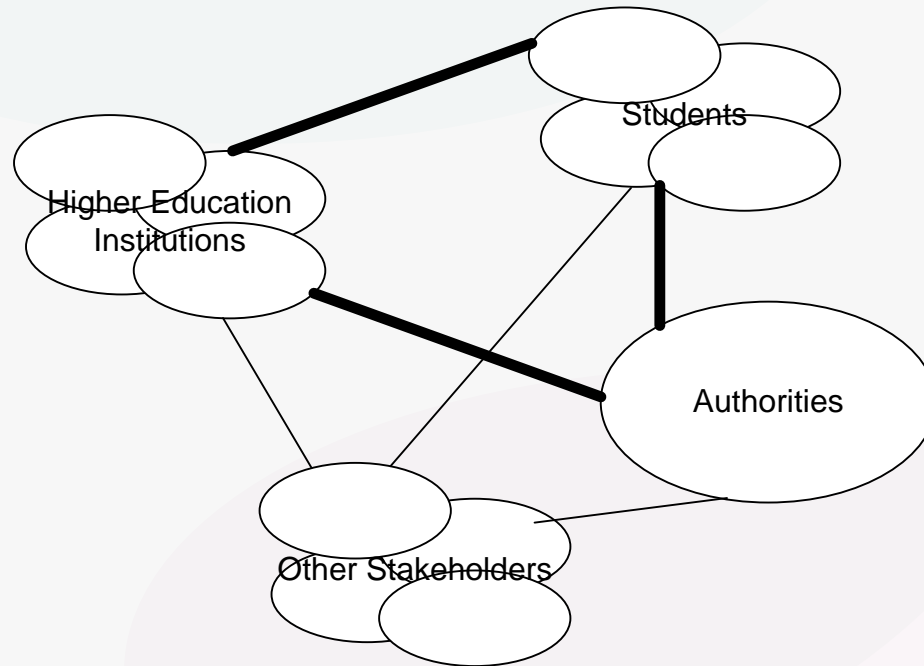 Students
Higher Education
Institutions
Authorities
Other Stakeholders